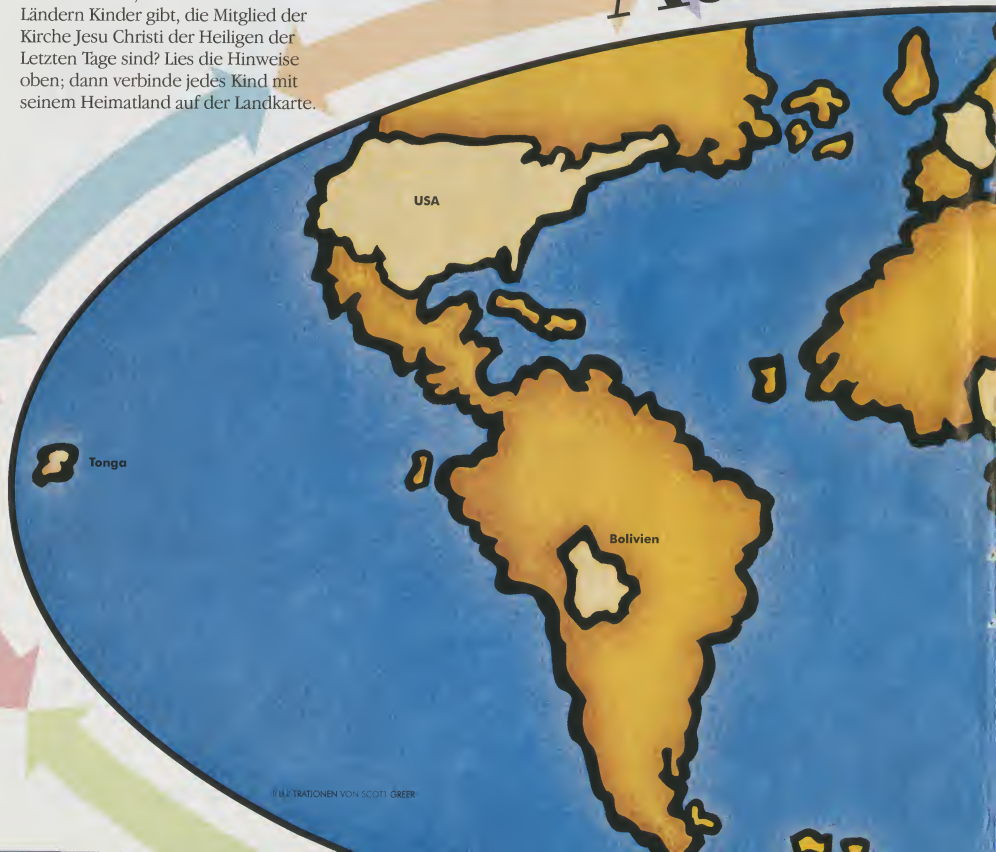 Ländern Kinder gibt, die Mitglied der
Kirche Jesu Christi der Heiligen der
Letzten Tage sind? Lies die Hinweise
oben; dann verbinde jedes Kind mit
seinem Heimatland auf der Landkarte.
USA
Tonga
Bolivien
ILLUSTRATIONEN VON SCOTT GREER